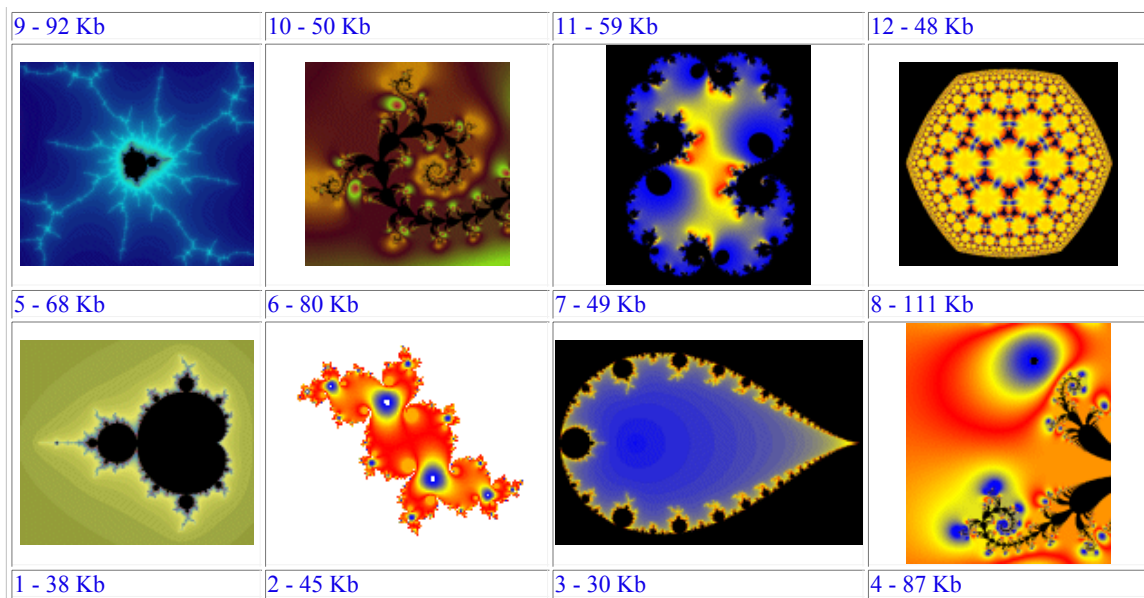 9 - 92 Kb
10 - 50 Kb
11 - 59 Kb
12 - 48 Kb
5 - 68 Kb
6 - 80 Kb
7 - 49 Kb
8 - 111 Kb
1 - 38 Kb
2 - 45 Kb
3 - 30 Kb
4 - 87 Kb